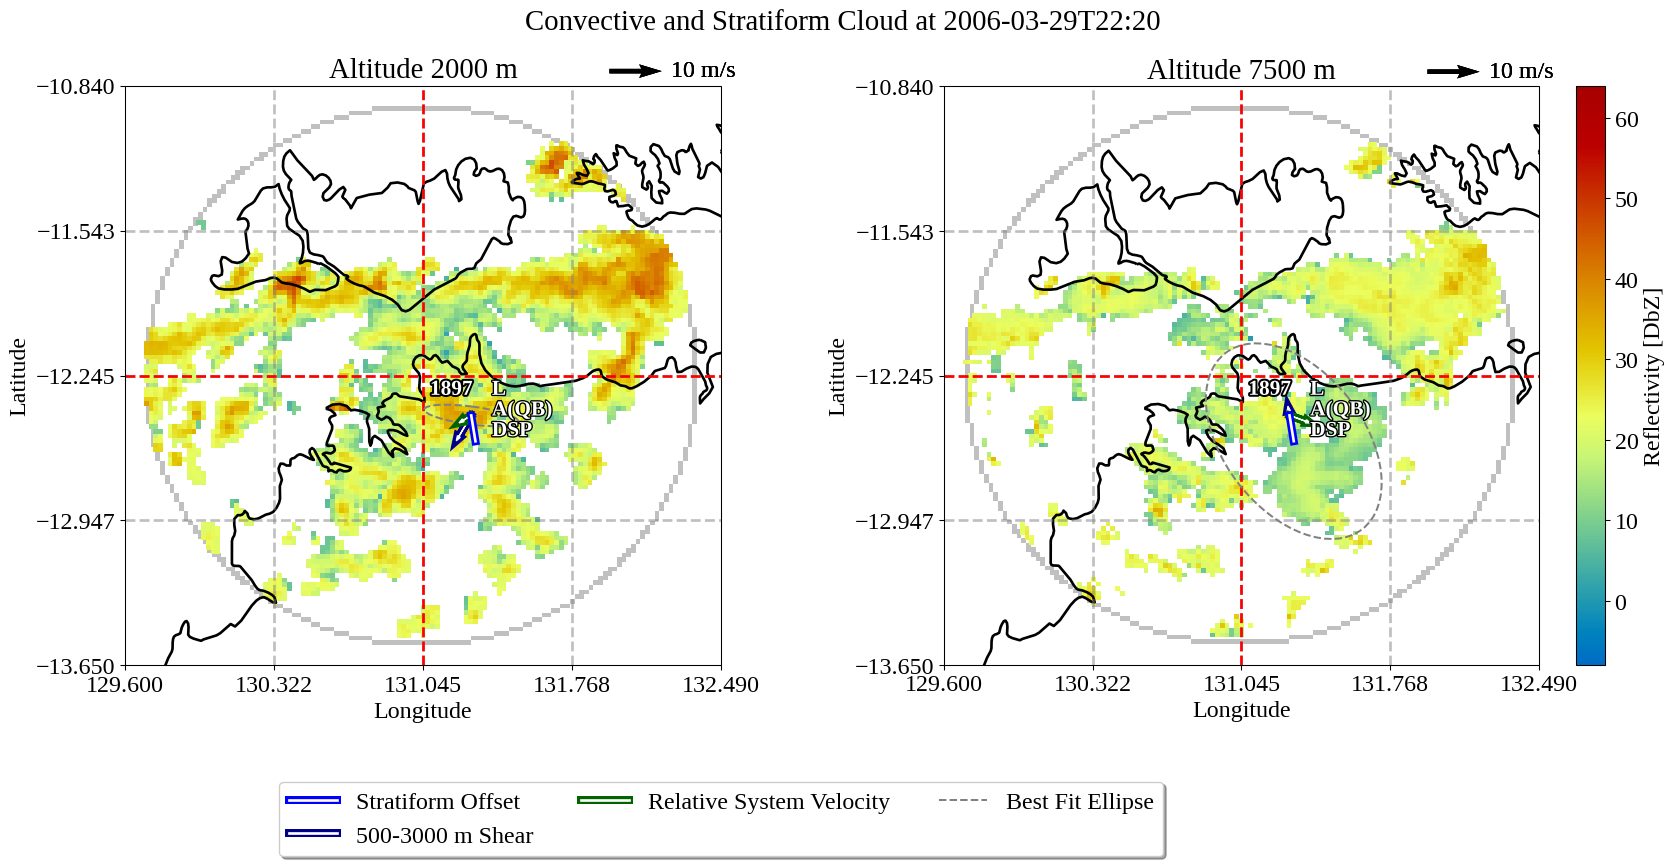 Convective and Stratiform Cloud at 2006-03-29T22:20
Altitude 2000 m
10 m/s
Latitude
−10.840
−11.543
−12.245
−12.947
−13.650
129.600
130.322
131.045
131.768
132.490
Longitude
1897
L
A(QB)
DSP
Altitude 7500 m
10 m/s
Latitude
−10.840
−11.543
−12.245
−12.947
−13.650
129.600
130.322
131.045
131.768
132.490
Longitude
1897
L
A(QB)
DSP
60
50
40
30
20
10
0
Reflectivity [DbZ]
Stratiform Offset
500-3000 m Shear
Relative System Velocity
Best Fit Ellipse